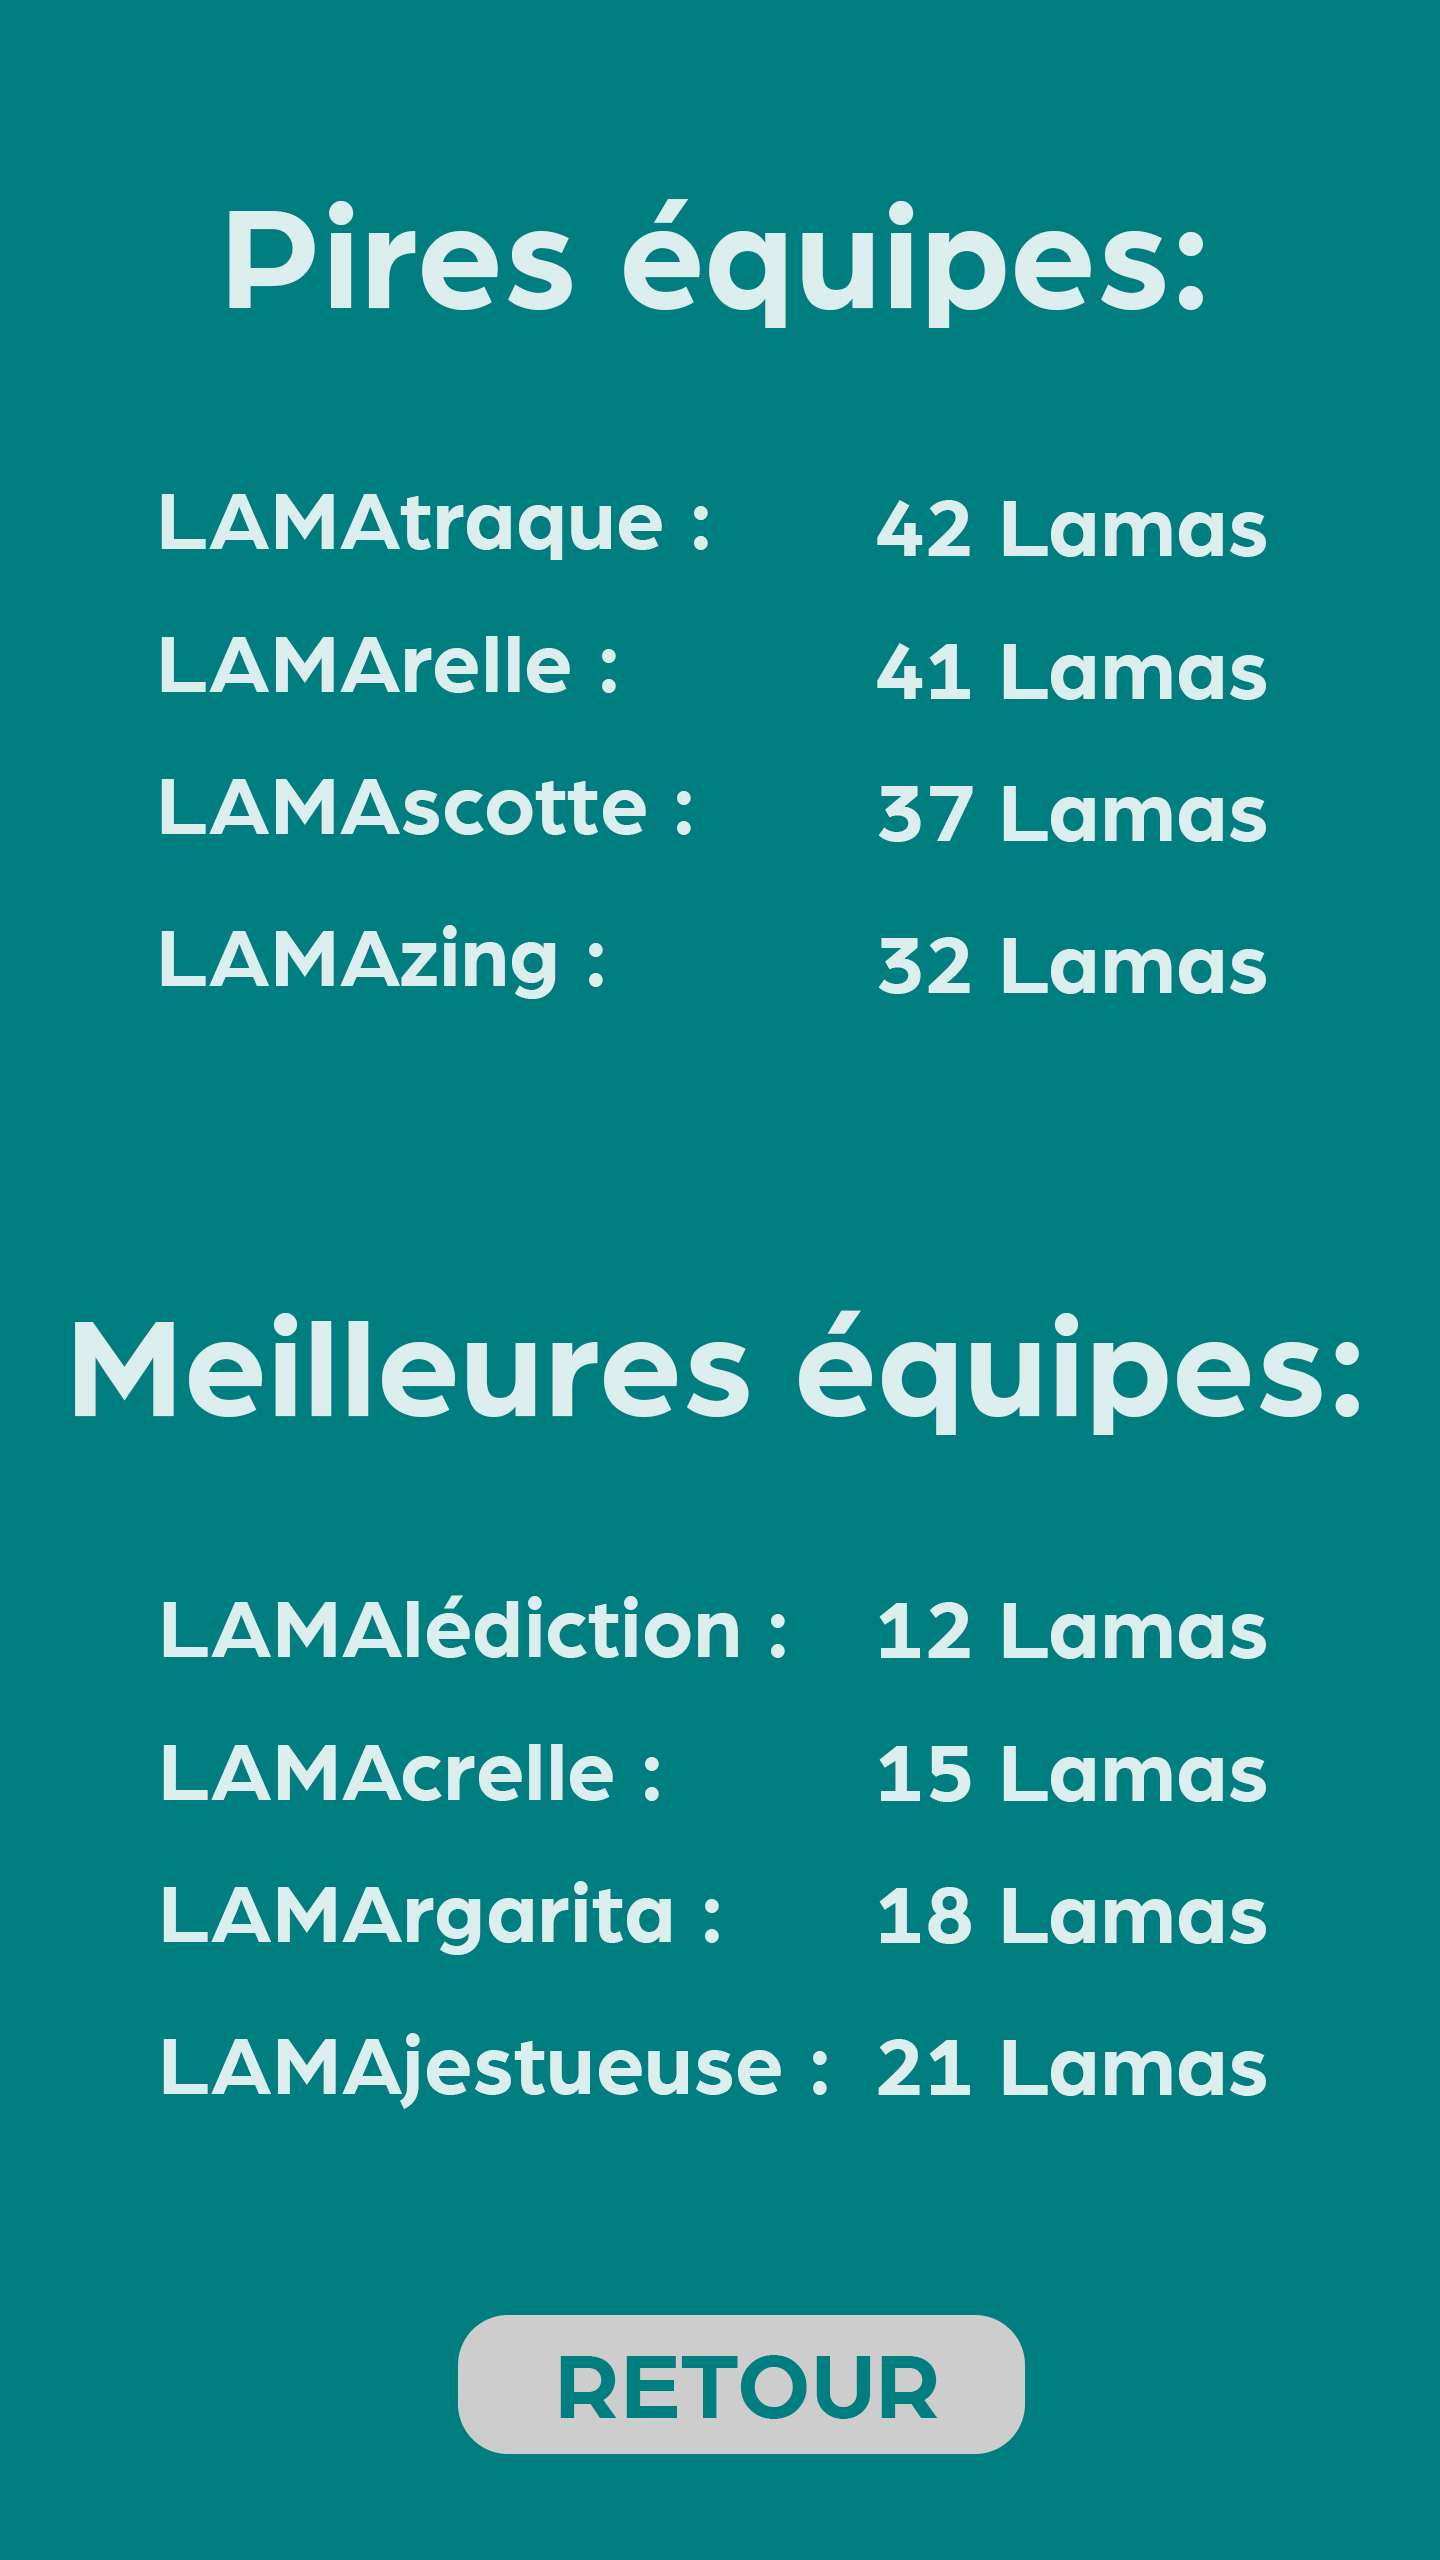 Pires équipes:
LAMAtraque : 42 Lamas
LAMArelle : 41 Lamas
LAMAscotte : 37 Lamas
LAMAzing : 32 Lamas
Meilleures équipes:
LAMAlédiction : 12 Lamas
LAMAcrelle : 15 Lamas
LAMArgarita : 18 Lamas
LAMAjestueuse : 21 Lamas
RETOUR